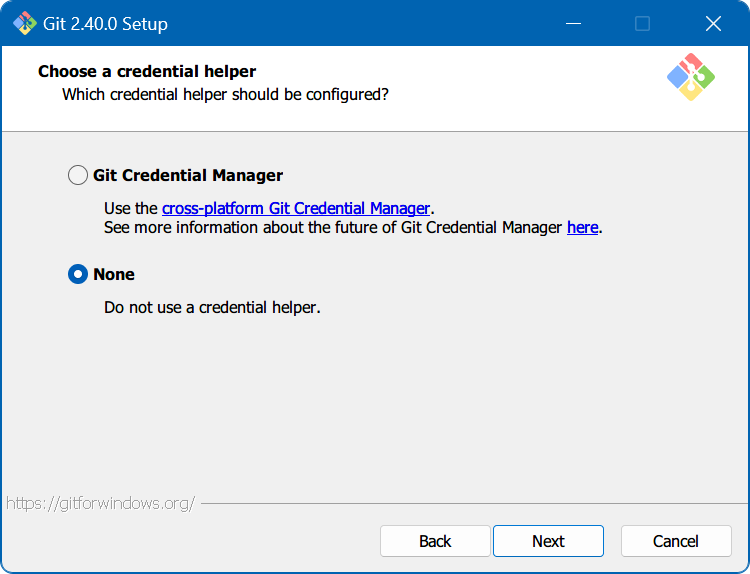 Git 2.40.0 Setup
Choose a credential helper
Which credential helper should be configured?
Git Credential Manager
Use the cross-platform Git Credential Manager.
See more information about the future of Git Credential Manager here.
None
Do not use a credential helper.
https://gitforwindows.org/
Back Next Cancel